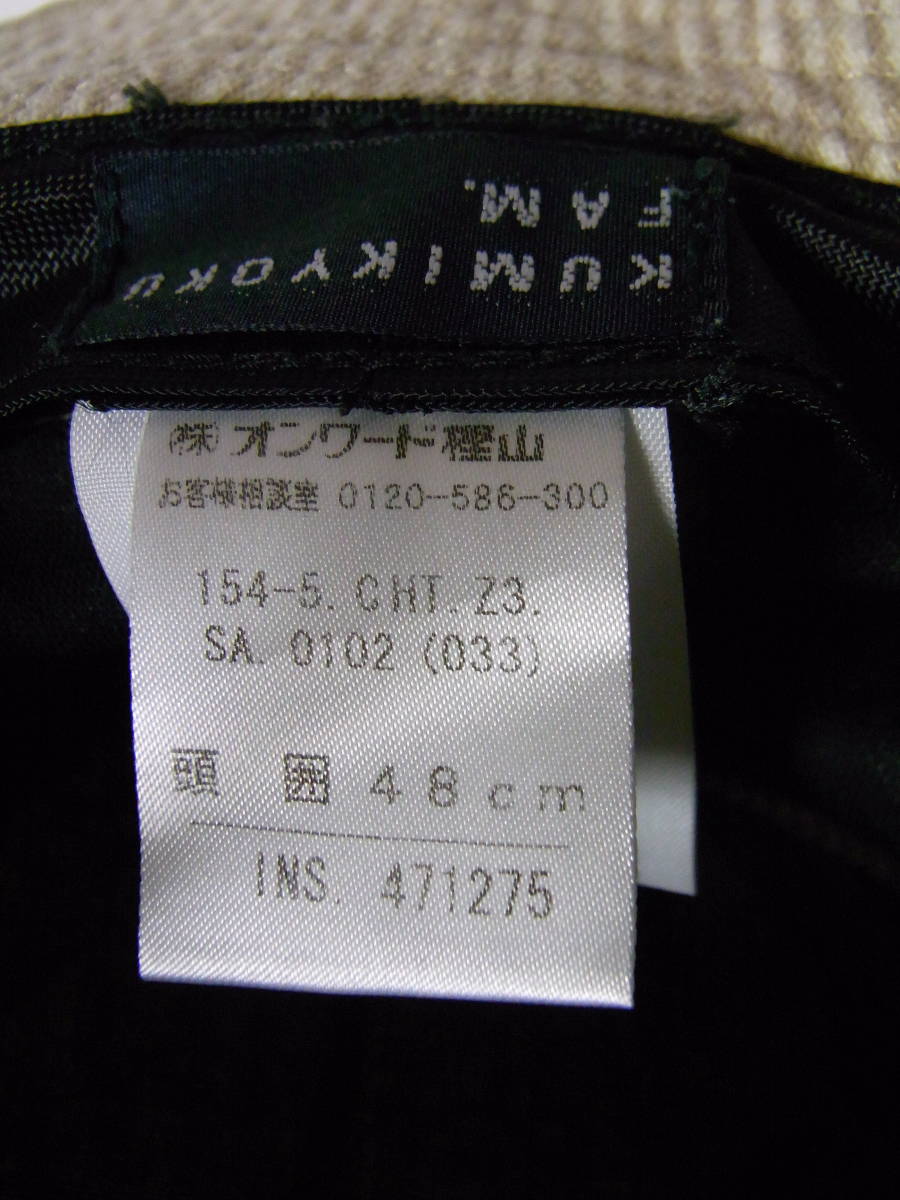 KUMIKYOKU
FAM.
㈱オンワード樫山
お客様相談室 0120-586-300
154-5. CHT. Z3.
SA. 0102 (033)
頭 囲 48cm
INS. 471275